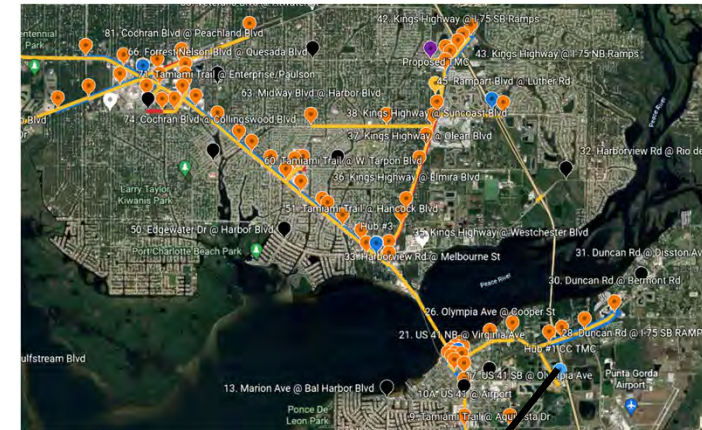 42. Kings Highway @ I-75 SB Ramps
81. Cochran Blvd @ Peachland Blvd
66. Forrest Nelson Blvd @ Quesada Blvd
43. Kings Highway @ I-75 NB Ramps
Proposed TMC
71. Tamiami Trail @ Enterprise/Paulson
45. Rampart Blvd @ Luther Rd
63. Midway Blvd @ Harbor Blvd
38. Kings Highway @ Suncoast Blvd
74. Cochran Blvd @ Collingswood Blvd
37. Kings Highway @ Olean Blvd
Peace River
32. Harborview Rd @ Rio de
60. Tamiami Trail @ W Tarpon Blvd
36. Kings Highway @ Elmira Blvd
Larry Taylor
Kiwanis Park
51. Tamiami Trail @ Hancock Blvd
Hub #3
50. Edgewater Dr @ Harbor Blvd
35. Kings Highway @ Westchester Blvd
Port Charlotte Beach Park
33. Harborview Rd @ Melbourne St
31. Duncan Rd @ Disston Av
Peace River
30. Duncan Rd @ Bermont Rd
26. Olympia Ave @ Cooper St
21. US 41 NB @ Virginia Ave
28. Duncan Rd @ I-75 SB RAMP
ulfstream Blvd
Hub #1 CC TMC
17. US 41 SB @ Olympia Ave
Punta Gorda
Airport
13. Marion Ave @ Bal Harbor Blvd
10A. US 41 @ Airport
Ponce De
Leon Park
9. Tamiami Trail @ Aquesta Dr